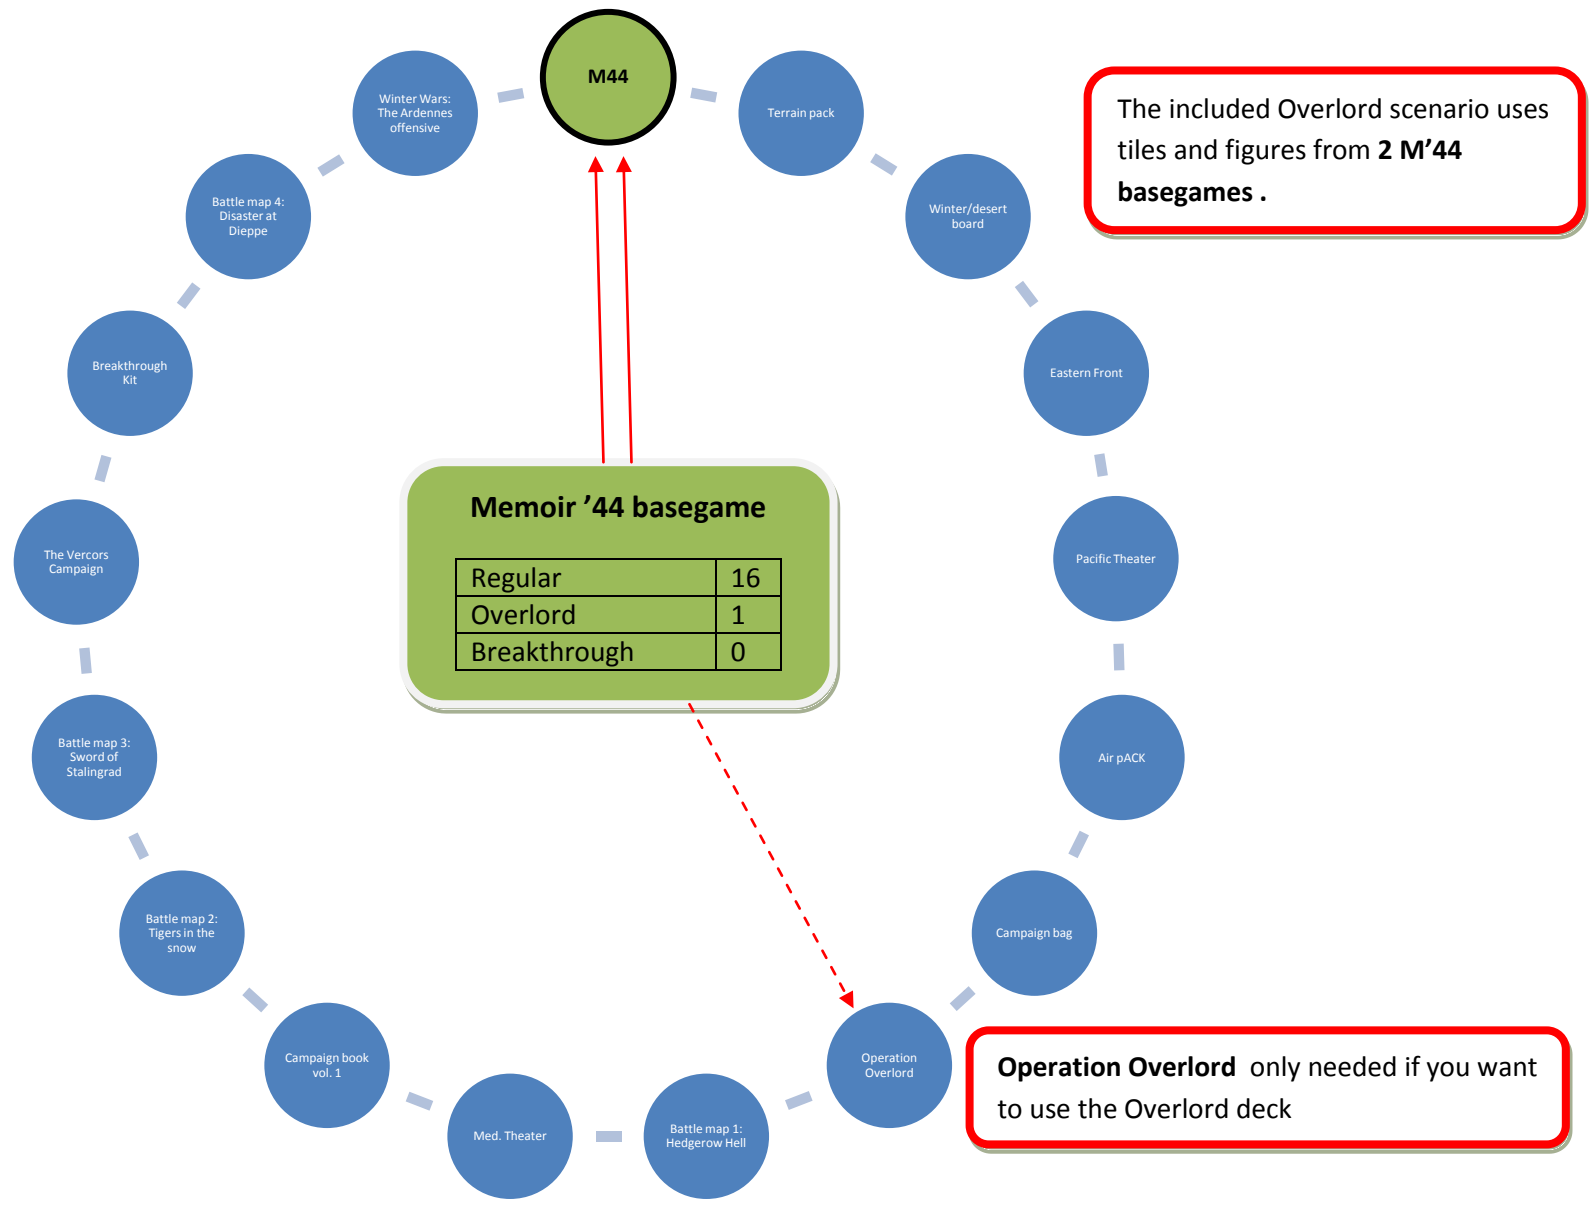 M44
Terrain pack
Winter/desert
board
Eastern Front
Pacific Theater
Air pACK
Campaign bag
Operation
Overlord
Battle map 1:
Hedgerow Hell
Med. Theater
Campaign book
vol. 1
Battle map 2:
Tigers in the
snow
Battle map 3:
Sword of
Stalingrad
The Vercors
Campaign
Breakthrough
Kit
Battle map 4:
Disaster at
Dieppe
Winter Wars:
The Ardennes
offensive
The included Overlord scenario uses
tiles and figures from 2 M’44
basegames .
Memoir ’44 basegame
Regular 16
Overlord 1
Breakthrough 0
Operation Overlord only needed if you want
to use the Overlord deck